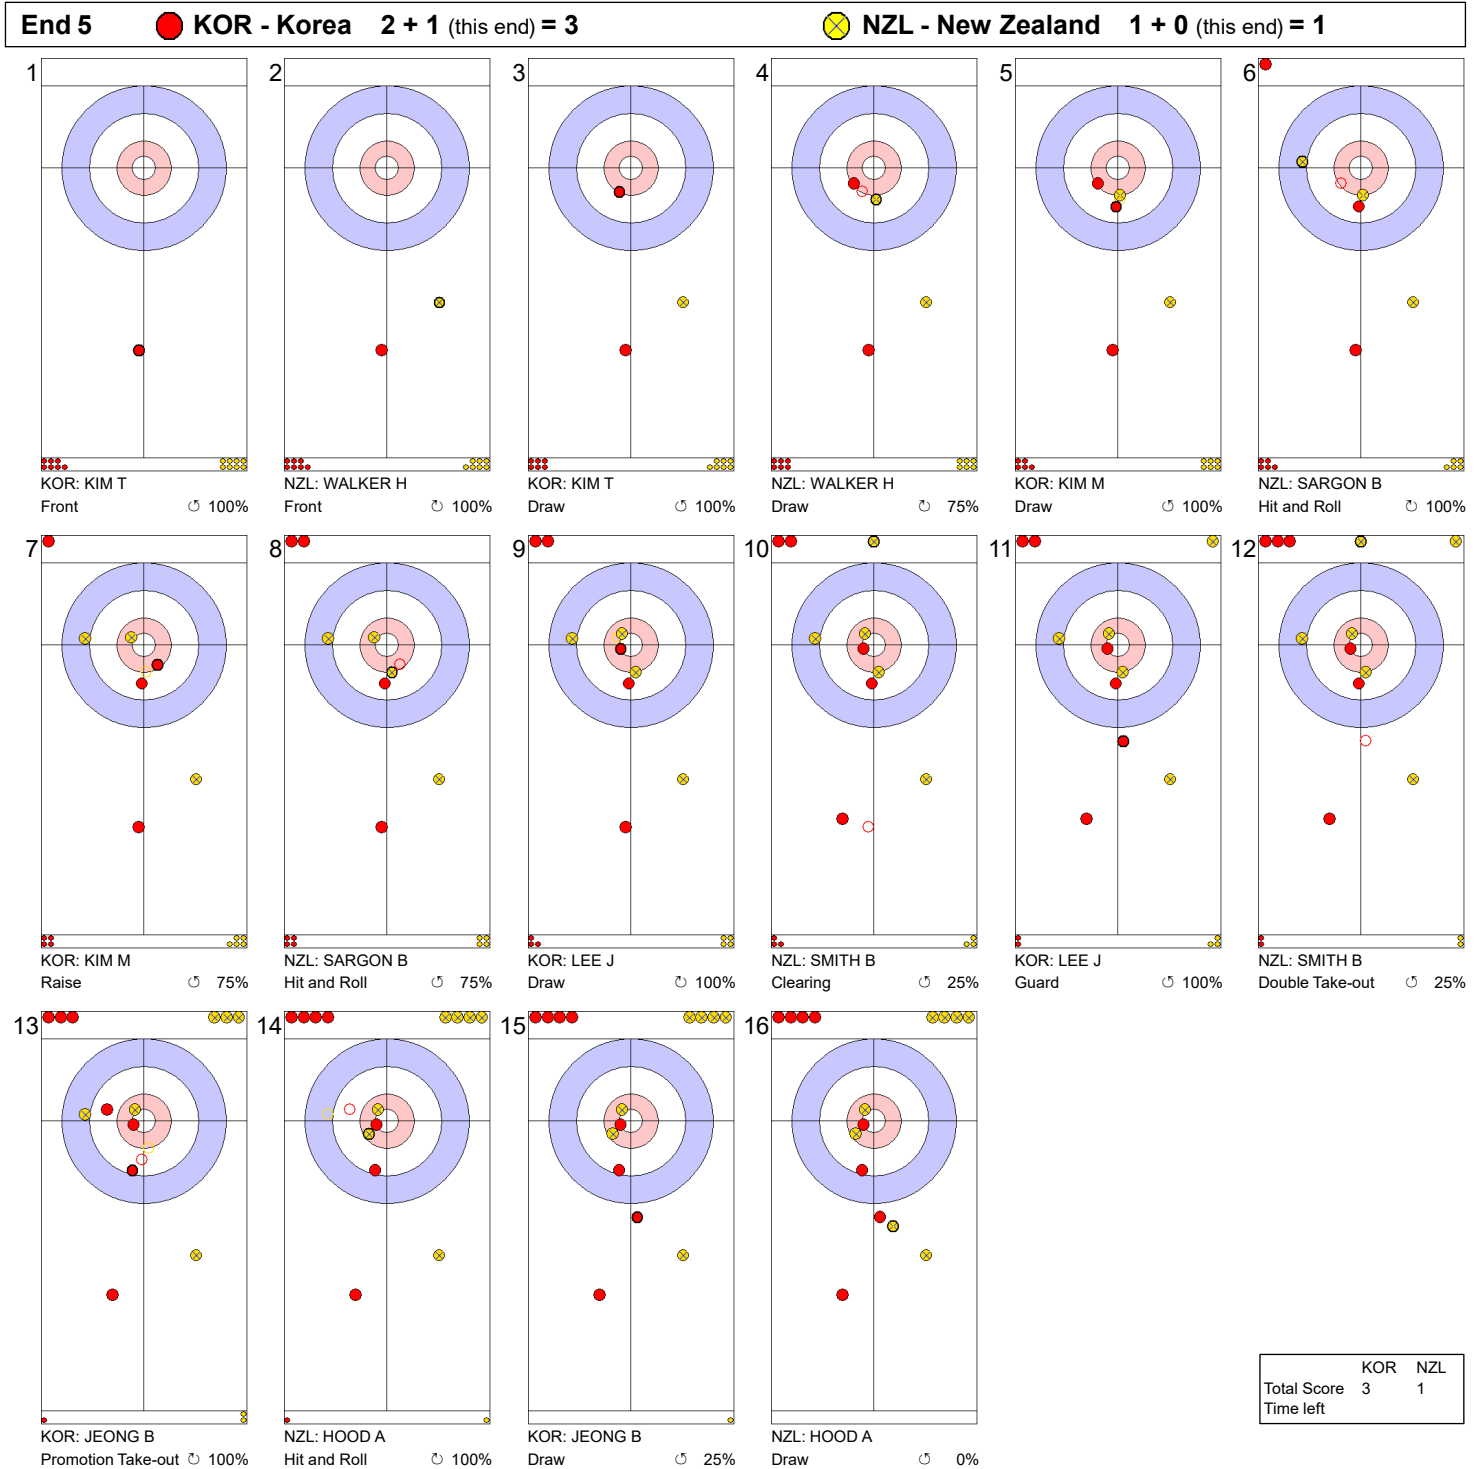 End 5 KOR - Korea 2 + 1 (this end) = 3 NZL - New Zealand 1 + 0 (this end) = 1
1 2 3 4 5 6
KOR: KIM T NZL: WALKER H KOR: KIM T NZL: WALKER H KOR: KIM M NZL: SARGON B
Front ↺ 100% Front ↻ 100% Draw ↺ 100% Draw ↺ 75% Draw ↺ 100% Hit and Roll ↻ 100%
7 8 9 10 11 12
KOR: KIM M NZL: SARGON B KOR: LEE J NZL: SMITH B KOR: LEE J NZL: SMITH B
Raise ↺ 75% Hit and Roll ↺ 75% Draw ↻ 100% Clearing ↺ 25% Guard ↺ 100% Double Take-out ↺ 25%
13 14 15 16
KOR: JEONG B NZL: HOOD A KOR: JEONG B NZL: HOOD A
Promotion Take-out ↻ 100% Hit and Roll ↻ 100% Draw ↺ 25% Draw ↺ 0%
KOR NZL
Total Score 3 1
Time left